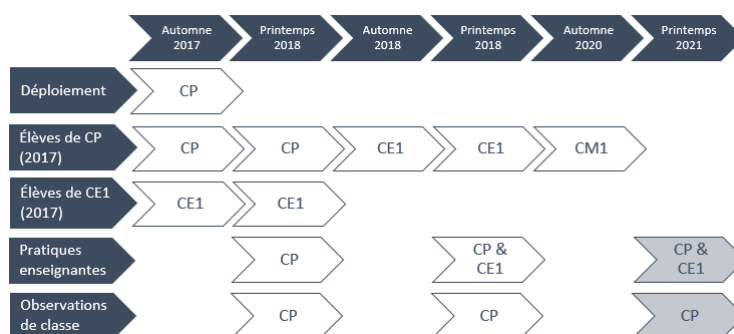 Automne
2017
Printemps
2018
Automne
2018
Printemps
2018
Automne
2020
Printemps
2021
Déploiement
CP
Élèves de CP
(2017)
CP
CP
CE1
CE1
CM1
Élèves de CE1
(2017)
CE1
CE1
Pratiques
enseignantes
CP
CP &
CE1
CP &
CE1
Observations
de classe
CP
CP
CP